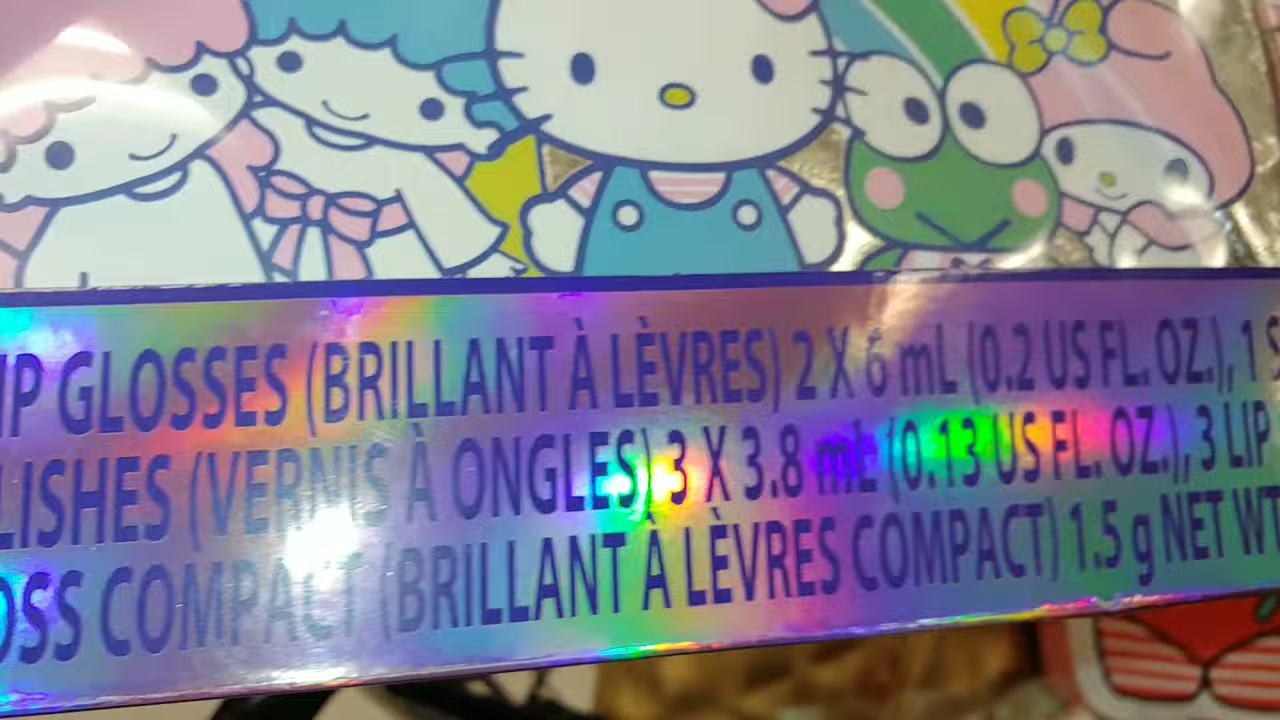 IP GLOSSES (BRILLANT À LÈVRES) 2 X 6 mL (0.2 US FL. OZ.), 1 S
LISHES (VERNIS À ONGLES) 3 X 3.8 mL (0.13 US FL. OZ.), 3 LIP
OSS COMPACT (BRILLANT À LÈVRES COMPACT) 1.5 g NET WT